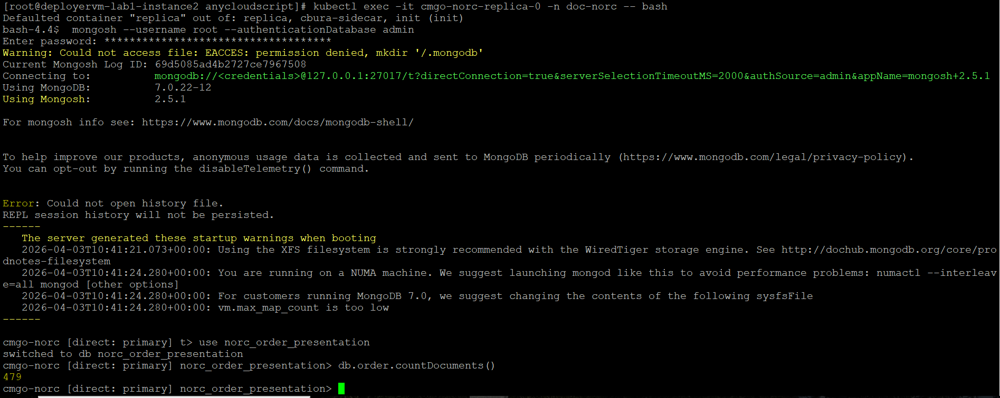 [root@deployervm-lab1-instance2 anycloudscript]# kubectl exec -it cmgo-norc-replica-0 -n doc-norc -- bash
Defaulted container "replica" out of: replica, cbura-sidecar, init (init)
bash-4.4$  mongosh --username root --authenticationDatabase admin
Enter password: ************************************
Warning: Could not access file: EACCES: permission denied, mkdir '/.mongodb'
Current Mongosh Log ID: 69d5085ad4b2727ce7967508
Connecting to:          mongodb://<credentials>@127.0.0.1:27017/t?directConnection=true&serverSelectionTimeoutMS=2000&authSource=admin&appName=mongosh+2.5.1
Using MongoDB:          7.0.22-12
Using Mongosh:          2.5.1
For mongosh info see: https://www.mongodb.com/docs/mongodb-shell/
To help improve our products, anonymous usage data is collected and sent to MongoDB periodically (https://www.mongodb.com/legal/privacy-policy).
You can opt-out by running the disableTelemetry() command.
Error: Could not open history file.
REPL session history will not be persisted.
------
   The server generated these startup warnings when booting
   2026-04-03T10:41:21.073+00:00: Using the XFS filesystem is strongly recommended with the WiredTiger storage engine. See http://dochub.mongodb.org/core/pro
dnotes-filesystem
   2026-04-03T10:41:24.280+00:00: You are running on a NUMA machine. We suggest launching mongod like this to avoid performance problems: numactl --interleav
e=all mongod [other options]
   2026-04-03T10:41:24.280+00:00: For customers running MongoDB 7.0, we suggest changing the contents of the following sysfsFile
   2026-04-03T10:41:24.280+00:00: vm.max_map_count is too low
------
cmgo-norc [direct: primary] t> use norc_order_presentation
switched to db norc_order_presentation
cmgo-norc [direct: primary] norc_order_presentation> db.order.countDocuments()
479
cmgo-norc [direct: primary] norc_order_presentation>